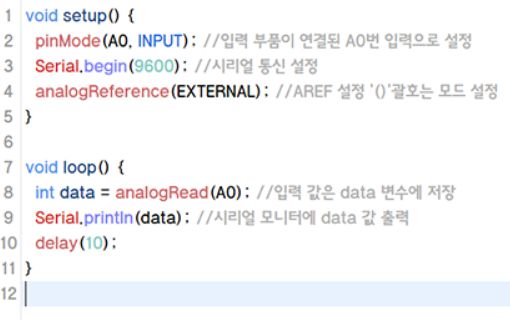 1 void setup() {
2 pinMode(A0, INPUT); //입력 부품이 연결된 A0번 입력으로 설정
3 Serial.begin(9600); //시리얼 통신 설정
4 analogReference(EXTERNAL); //AREF 설정 '()'괄호는 모드 설정
5 }
6
7 void loop() {
8 int data = analogRead(A0); //입력 값은 data 변수에 저장
9 Serial.println(data); //시리얼 모니터에 data 값 출력
10 delay(10);
11 }
12